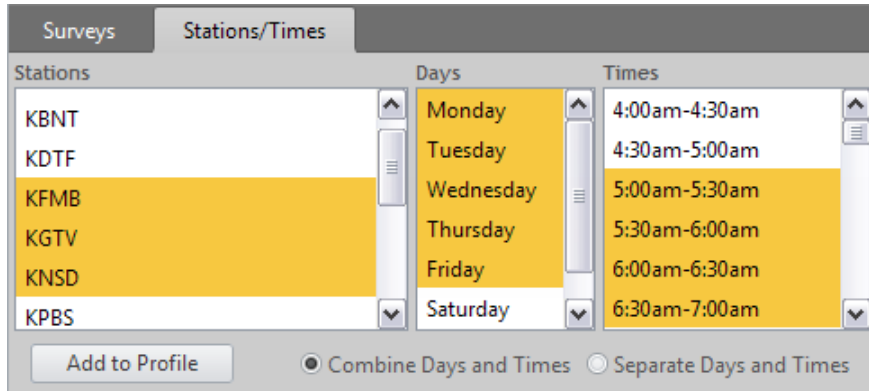 Surveys
Stations/Times
Stations
KBNT
KDTF
KFMB
KGTV
KNSD
KPBS
Days
Monday
Tuesday
Wednesday
Thursday
Friday
Saturday
Times
4:00am-4:30am
4:30am-5:00am
5:00am-5:30am
5:30am-6:00am
6:00am-6:30am
6:30am-7:00am
Add to Profile
Combine Days and Times
Separate Days and Times